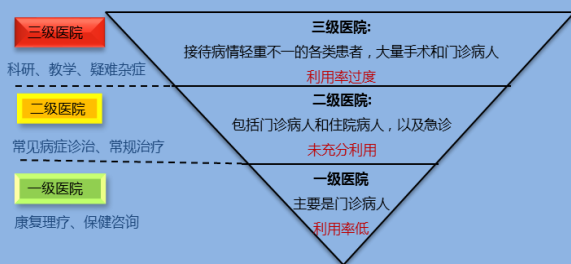 三级医院
科研、教学、疑难杂症
三级医院:
接待病情轻重不一的各类患者，大量手术和门诊病人
利用率过度
二级医院
常见病症诊治、常规治疗
二级医院:
包括门诊病人和住院病人，以及急诊
未充分利用
一级医院
康复理疗、保健咨询
一级医院
主要是门诊病人
利用率低